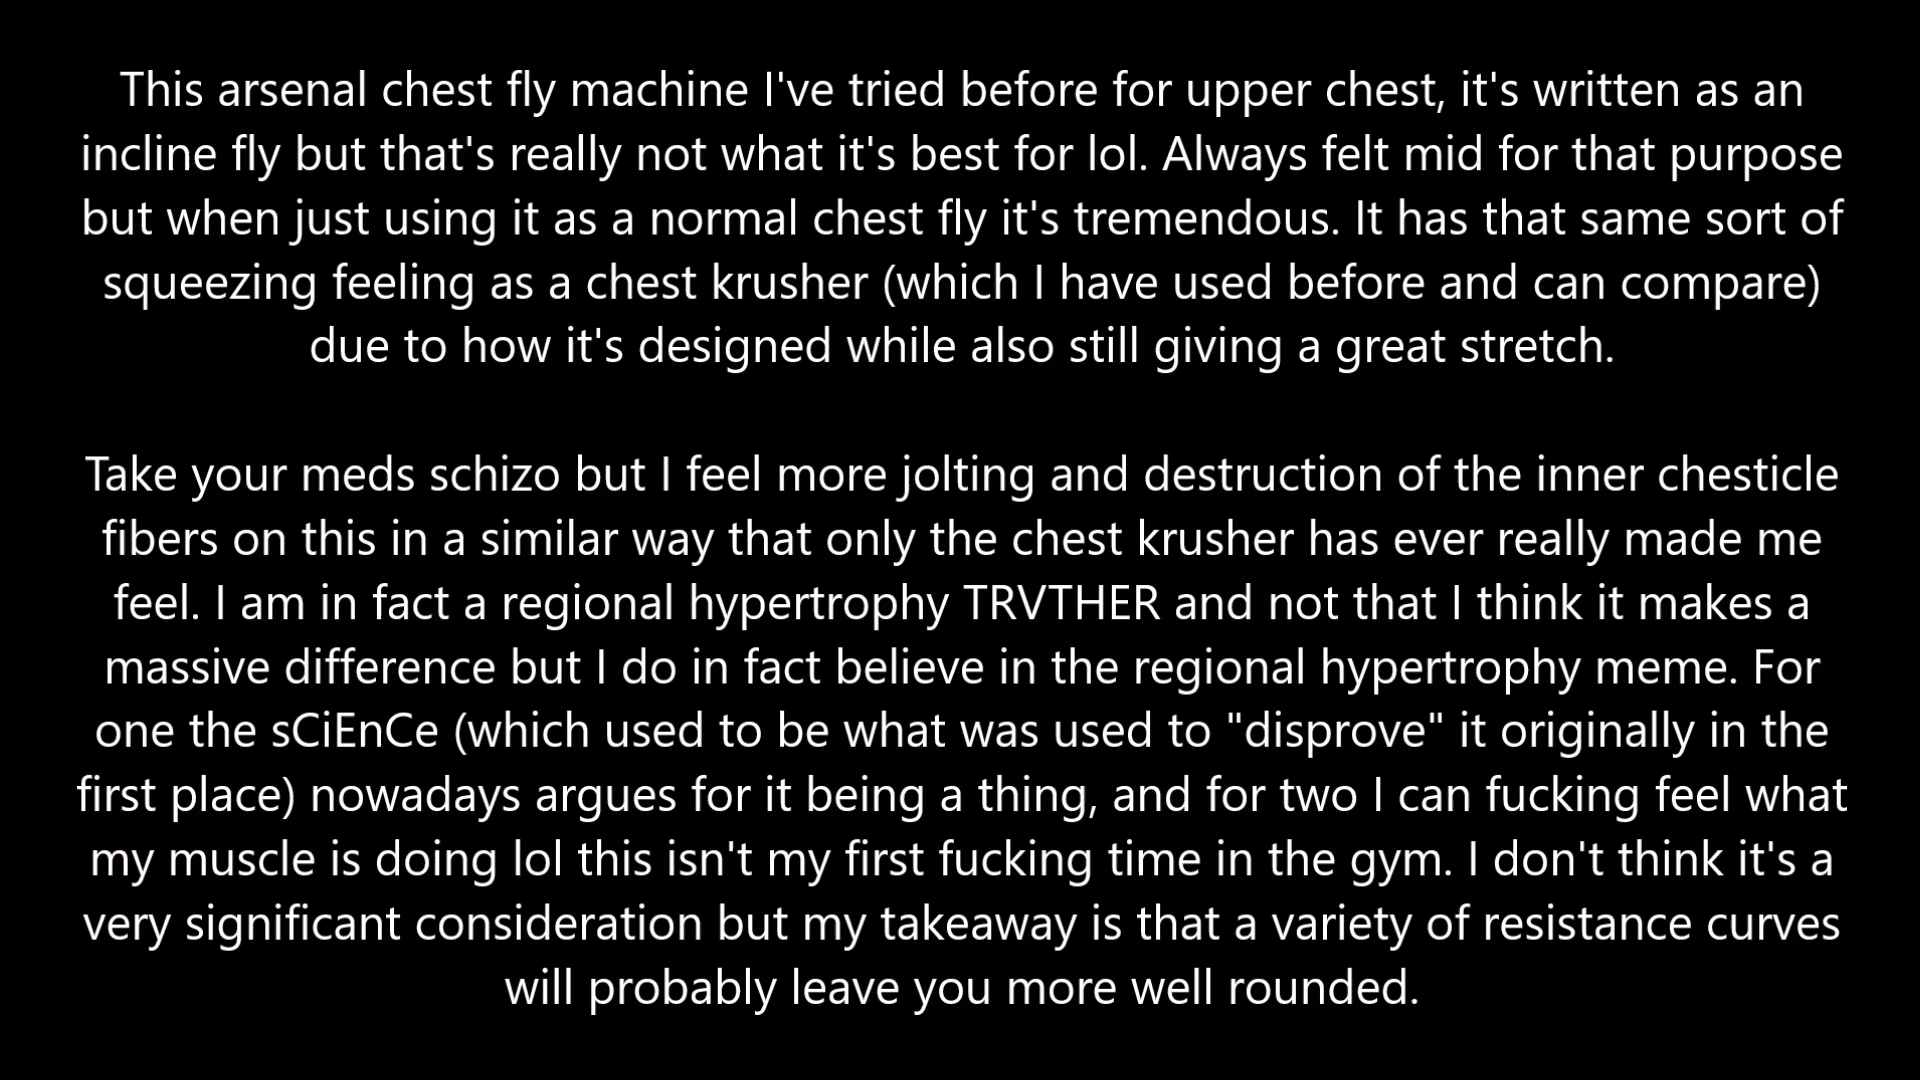 This arsenal chest fly machine I've tried before for upper chest, it's written as an
incline fly but that's really not what it's best for lol. Always felt mid for that purpose
but when just using it as a normal chest fly it's tremendous. It has that same sort of
squeezing feeling as a chest krusher (which I have used before and can compare)
due to how it's designed while also still giving a great stretch.
Take your meds schizo but I feel more jolting and destruction of the inner chesticle
fibers on this in a similar way that only the chest krusher has ever really made me
feel. I am in fact a regional hypertrophy TRVTHER and not that I think it makes a
massive difference but I do in fact believe in the regional hypertrophy meme. For
one the sCiEnCe (which used to be what was used to "disprove" it originally in the
first place) nowadays argues for it being a thing, and for two I can fucking feel what
my muscle is doing lol this isn't my first fucking time in the gym. I don't think it's a
very significant consideration but my takeaway is that a variety of resistance curves
will probably leave you more well rounded.